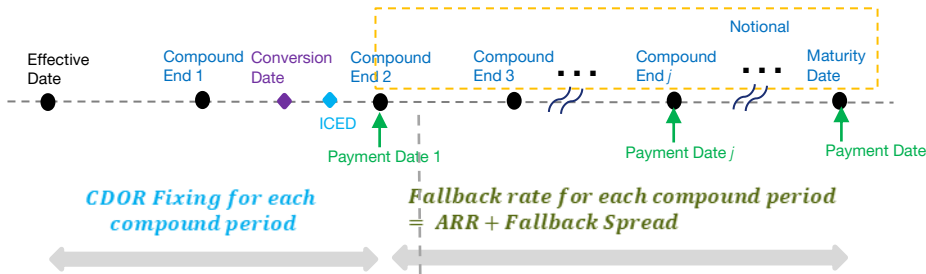 Notional
Effective
Date
Compound
End 1
Conversion
Date
Compound
End 2
Compound
End 3
...
Compound
End j
...
Maturity
Date
ICED
Payment Date 1
Payment Date j
Payment Date
CDOR Fixing for each
compound period
Fallback rate for each compound period
= ARR + Fallback Spread